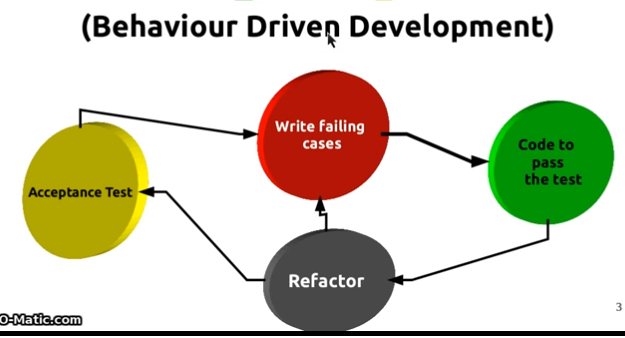 (Behaviour Driven Development)
Write failing
cases
Code to
pass
the test
Acceptance Test
Refactor
3
O-Matic.com